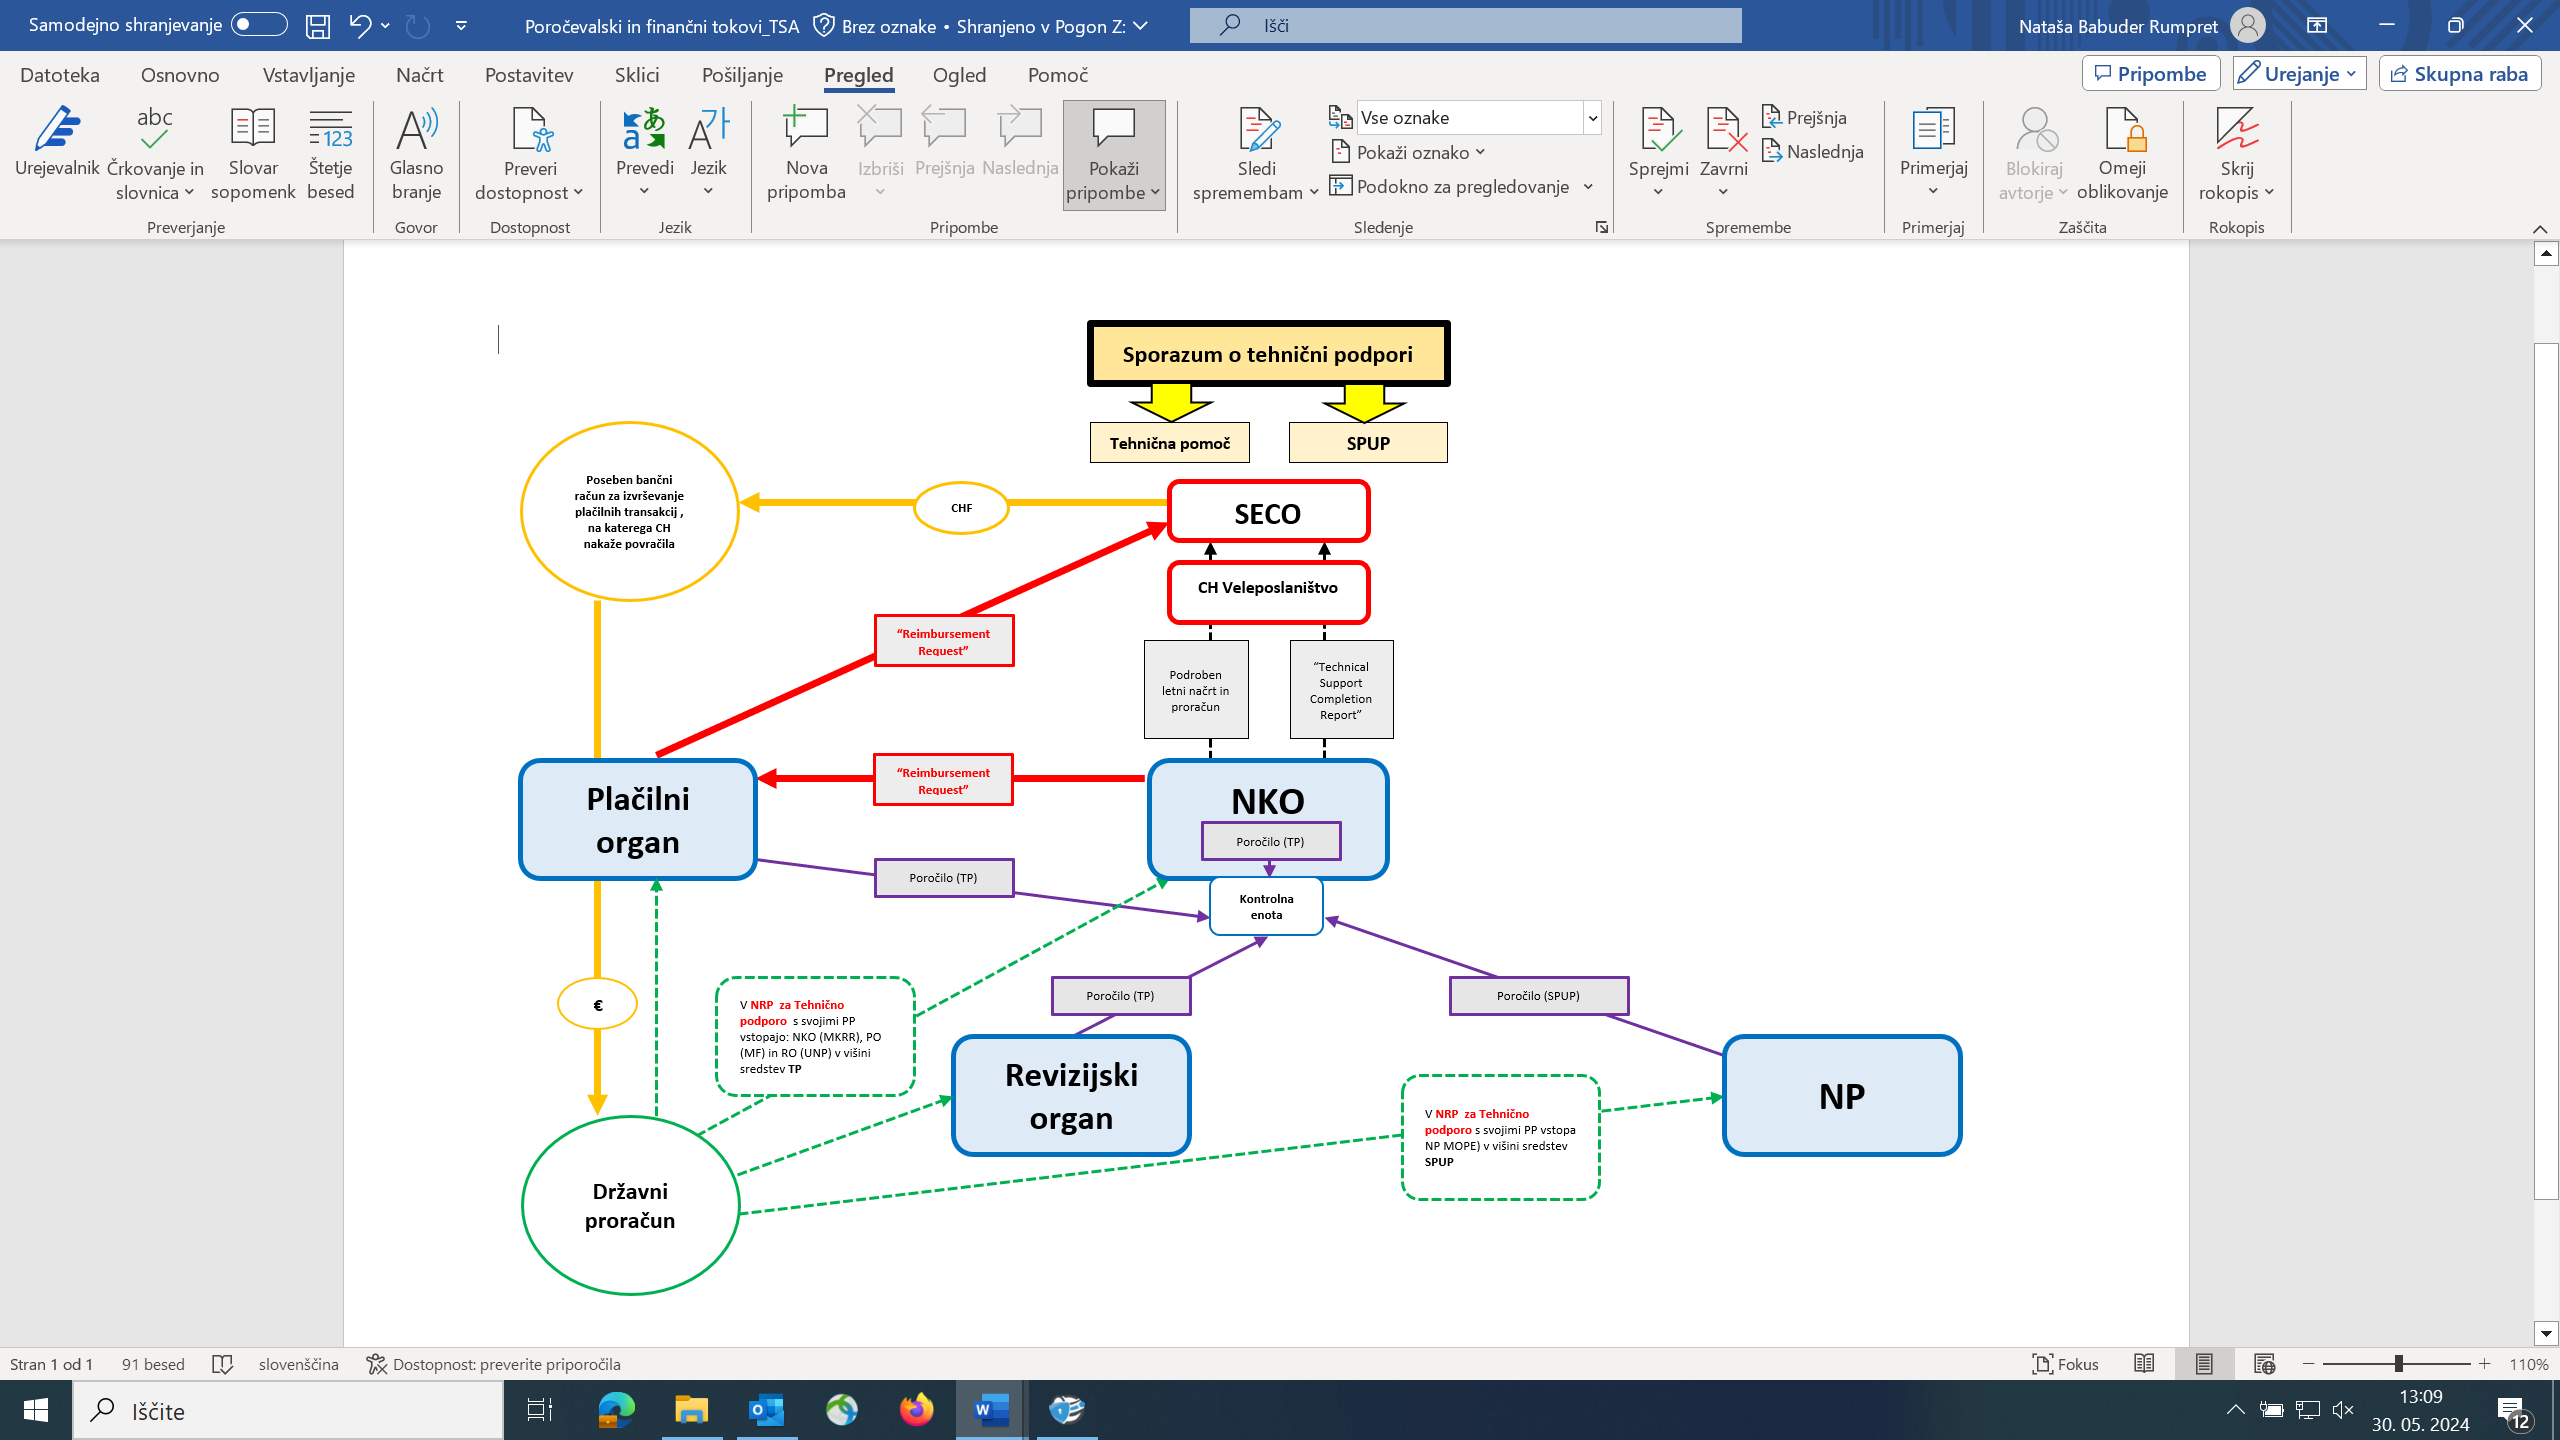 Samodejno shranjevanje
Poročevalski in finančni tokovi_TSA
Brez oznake • Shranjeno v Pogon Z:
Išči
Nataša Babuder Rumpret
Datoteka
Osnovno
Vstavljanje
Načrt
Postavitev
Sklici
Pošiljanje
Pregled
Ogled
Pomoč
Pripombe
Urejanje
Skupna raba
Urejevalnik
abc
Črkovanje in
slovnica
Slovar
sopomenk
123
Štetje
besed
Glasno
branje
Preveri
dostopnost
Prevedi
Jezik
Nova
pripomba
Izbriši
Prejšnja
Naslednja
Pokaži
pripombe
Sledi
spremembam
Vse oznake
Pokaži oznako
Podokno za pregledovanje
Sprejmi
Zavrni
Prejšnja
Naslednja
Primerjaj
Blokiraj
avtorje
Omeji
oblikovanje
Skrij
rokopis
Preverjanje
Govor
Dostopnost
Jezik
Pripombe
Sledenje
Spremembe
Primerjaj
Zaščita
Rokopis
Sporazum o tehnični podpori
Tehnična pomoč
SPUP
Poseben bančni
račun za izvrševanje
plačilnih transakcij ,
na katerega CH
nakaže povračila
CHF
SECO
CH Veleposlaništvo
“Reimbursement
Request”
Podroben
letni načrt in
proračun
“Technical
Support
Completion
Report”
Plačilni
organ
“Reimbursement
Request”
NKO
Poročilo (TP)
Poročilo (TP)
Kontrolna
enota
€
V NRP  za Tehnično
podporo  s svojimi PP
vstopajo: NKO (MKRR), PO
(MF) in RO (UNP) v višini
sredstev TP
Poročilo (TP)
Poročilo (SPUP)
Revizijski
organ
V NRP  za Tehnično
podporo s svojimi PP vstopa
NP MOPE) v višini sredstev
SPUP
NP
Državni
proračun
Stran 1 od 1
91 besed
slovenščina
Dostopnost: preverite priporočila
Fokus
110%
Iščite
13:09
30. 05. 2024
12